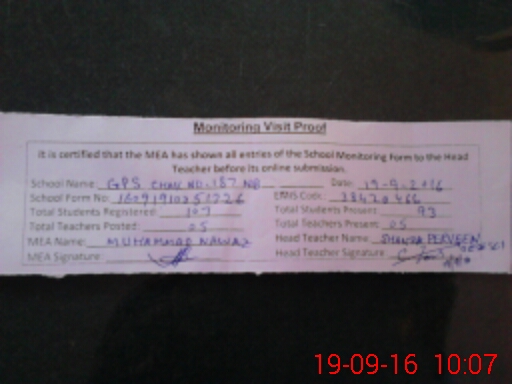 Monitoring Visit Proof
It is certified that the MEA has shown all entries of the School Monitoring Form to the Head
Teacher before its online submission.
School Name: GPS CHAK NO. 187 NB Date: 19-9-2016
School Form No: EMIS Code:
Total Students Registered: 107 Total Students Present: 93
Total Teachers Posted: 05 Total Teachers Present: 05
MEA Name: MUHAMMAD NAWAZ Head Teacher Name: PERVEEN
MEA Signature: Head Teacher Signature:
19-09-16 10:07